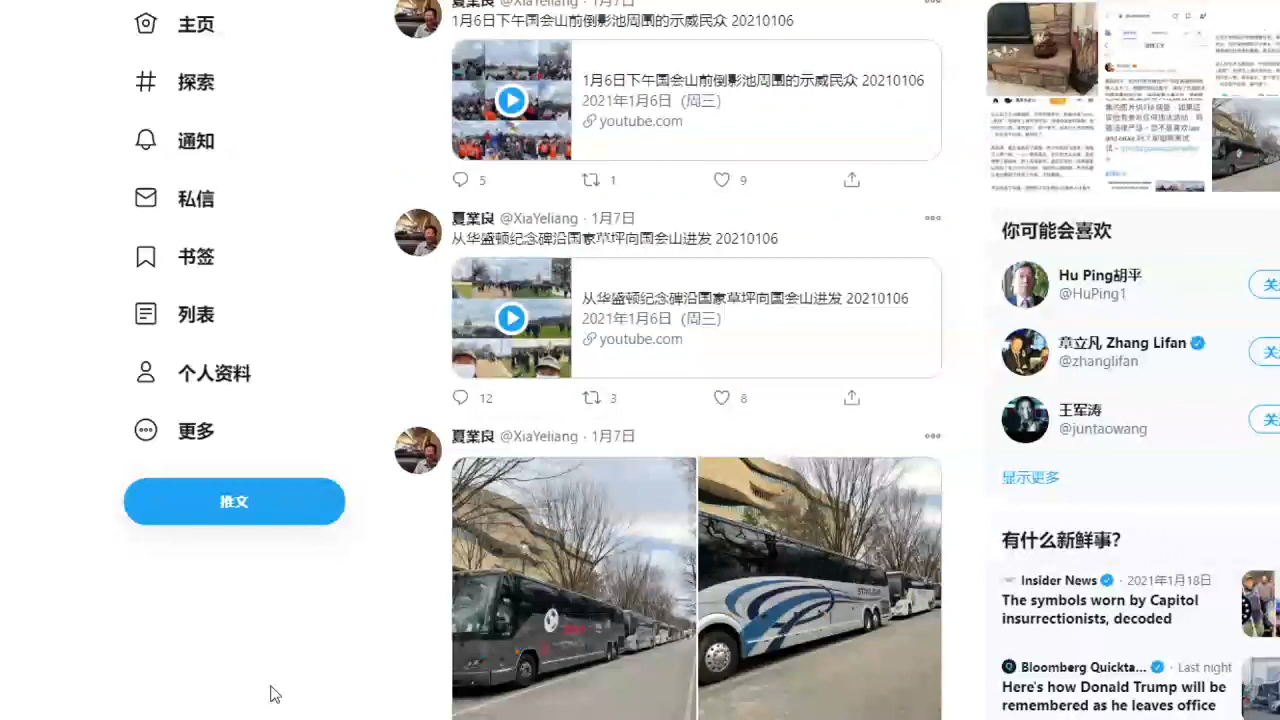 主页
探索
通知
私信
书签
列表
个人资料
更多
推文
夏業良 @XiaYeliang · 1月7日
1月6日下午国会山前倒影池周围的示威民众 20210106
1月6日下午国会山前倒影池周围的示威民众 20210106
2021年1月6日（周三）
youtube.com
5
夏業良 @XiaYeliang · 1月7日
从华盛顿纪念碑沿国家草坪向国会山进发 20210106
从华盛顿纪念碑沿国家草坪向国会山进发 20210106
2021年1月6日（周三）
youtube.com
12 3 8
夏業良 @XiaYeliang · 1月7日
你可能会喜欢
Hu Ping胡平
@HuPing1
关
章立凡 Zhang Lifan
@zhanglifan
关
王军涛
@juntaowang
关
显示更多
有什么新鲜事？
Insider News · 2021年1月18日
The symbols worn by Capitol
insurrectionists, decoded
Bloomberg Quickta... · Last night
Here's how Donald Trump will be
remembered as he leaves office